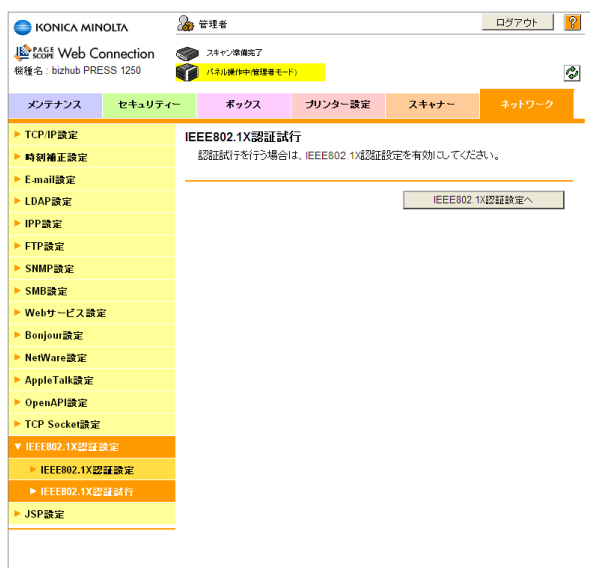 KONICA MINOLTA
管理者
ログアウト
?
PAGE SCOPE Web Connection
スキャン準備完了
機種名 : bizhub PRESS 1250
パネル操作中(管理者モード)
メンテナンス
セキュリティー
ボックス
プリンター設定
スキャナー
ネットワーク
TCP/IP設定
時刻補正設定
E-mail設定
LDAP設定
IPP設定
FTP設定
SNMP設定
SMB設定
Webサービス設定
Bonjour設定
NetWare設定
AppleTalk設定
OpenAPI設定
TCP Socket設定
IEEE802.1X認証設定
IEEE802.1X認証設定
IEEE802.1X認証試行
JSP設定
IEEE802.1X認証試行
認証試行を行う場合は、IEEE802.1X認証設定を有効にしてください。
IEEE802.1X認証設定へ